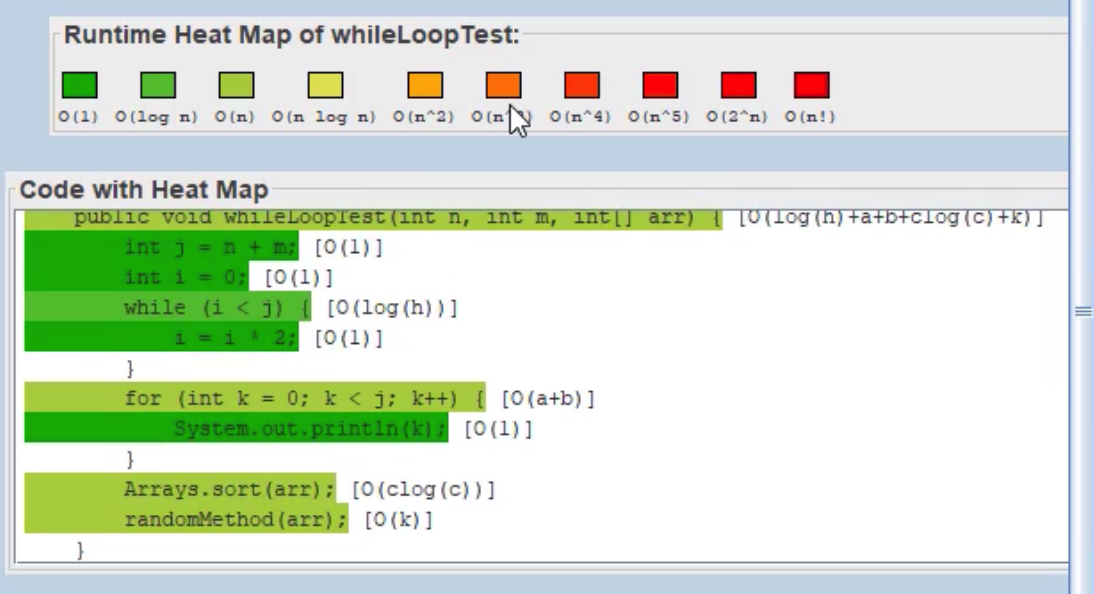 Runtime Heat Map of whileLoopTest:
O(1) O(log n) O(n) O(n log n) O(n^2) O(n^4) O(n^5) O(2^n) O(n!)
Code with Heat Map
public void whileLoopTest(int n, int m, int[] arr) { [O(log(h)+a+b+clog(c)+k)]
int j = n + m; [O(1)]
int i = 0; [O(1)]
while (i < j) { [O(log(h))]
i = i * 2; [O(1)]
}
for (int k = 0; k < j; k++) { [O(a+b)]
System.out.println(k); [O(1)]
}
Arrays.sort(arr); [O(clog(c))]
randomMethod(arr); [O(k)]
}